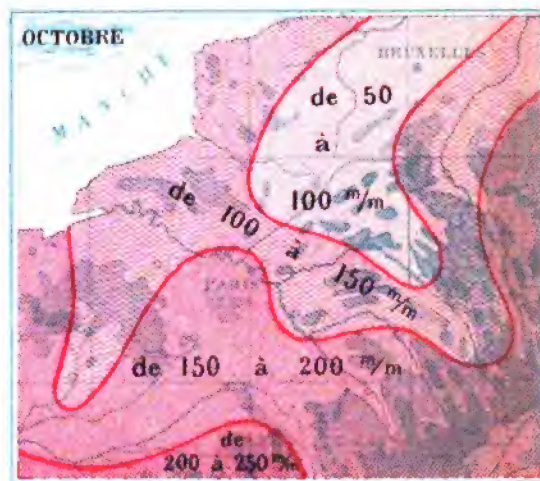 OCTOBRE
MANCHE
BRUXELLES
de 50
à
100 m/m
de 100
à
150 m/m
PARIS
de 150 à 200 m/m
de
200 à 250 m/m